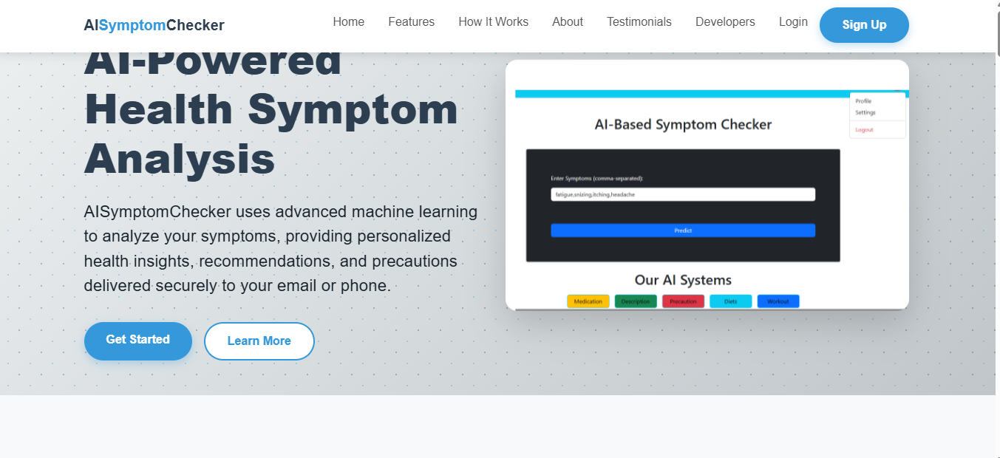 AISymptomChecker
Home
Features
How It Works
About
Testimonials
Developers
Login
Sign Up
AI-Powered
Health Symptom
Analysis
AISymptomChecker uses advanced machine learning
to analyze your symptoms, providing personalized
health insights, recommendations, and precautions
delivered securely to your email or phone.
Get Started
Learn More
Profile
Settings
Logout
AI-Based Symptom Checker
Enter Symptoms (comma-separated):
fatigue,snizing,itching,headache
Predict
Our AI Systems
Medication
Description
Precaution
Diets
Workout